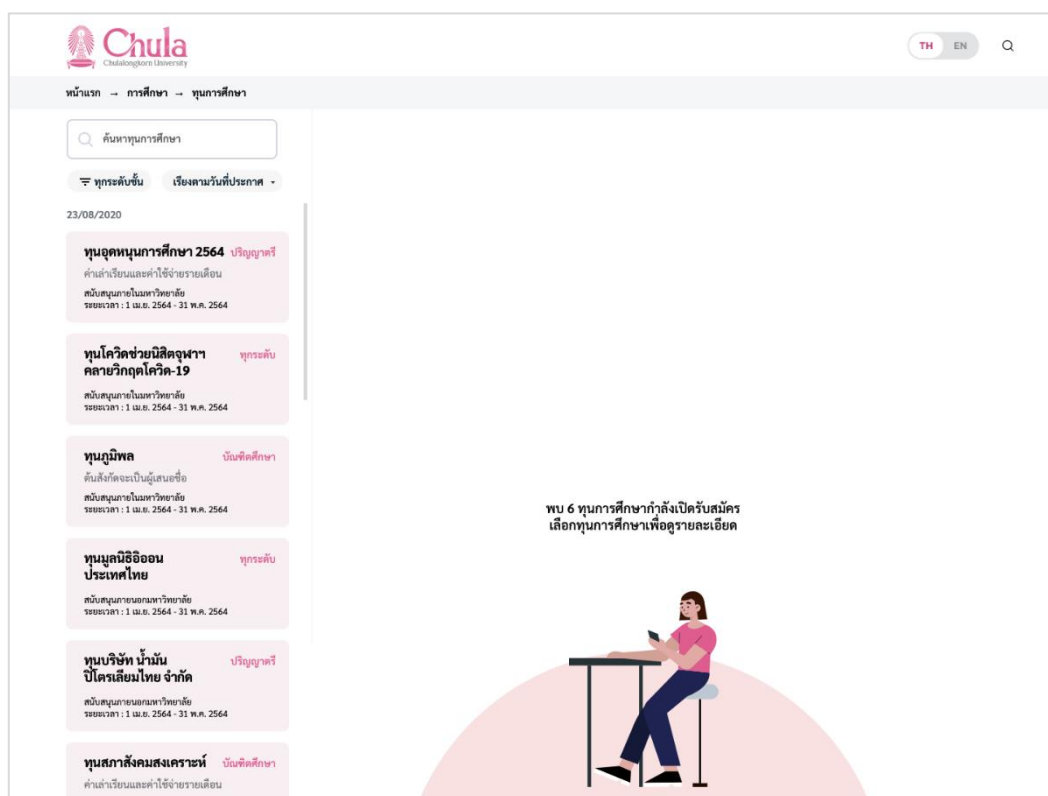 Chula
Chulalongkorn University
TH EN
หน้าแรก → การศึกษา → ทุนการศึกษา
ค้นหาทุนการศึกษา
ทุกระดับชั้น เรียงตามวันที่ประกาศ
23/08/2020
ทุนอุดหนุนการศึกษา 2564 ปริญญาตรี
ค่าเล่าเรียนและค่าใช้จ่ายรายเดือน
สนับสนุนภายในมหาวิทยาลัย
ระยะเวลา : 1 เม.ย. 2564 - 31 พ.ค. 2564
ทุนโควิดช่วยนิสิตจุฬาฯ ทุกระดับ
คลายวิกฤตโควิด-19
สนับสนุนภายในมหาวิทยาลัย
ระยะเวลา : 1 เม.ย. 2564 - 31 พ.ค. 2564
ทุนภูมิพล บัณฑิตศึกษา
ต้นสังกัดจะเป็นผู้เสนอชื่อ
สนับสนุนภายในมหาวิทยาลัย
ระยะเวลา : 1 เม.ย. 2564 - 31 พ.ค. 2564
ทุนมูลนิธิอิออน ทุกระดับ
ประเทศไทย
สนับสนุนภายนอกมหาวิทยาลัย
ระยะเวลา : 1 เม.ย. 2564 - 31 พ.ค. 2564
ทุนบริษัท น้ำมัน ปริญญาตรี
ปิโตรเลียมไทย จำกัด
สนับสนุนภายนอกมหาวิทยาลัย
ระยะเวลา : 1 เม.ย. 2564 - 31 พ.ค. 2564
ทุนสภาสังคมสงเคราะห์ บัณฑิตศึกษา
ค่าเล่าเรียนและค่าใช้จ่ายรายเดือน
พบ 6 ทุนการศึกษากำลังเปิดรับสมัคร
เลือกทุนการศึกษาเพื่อดูรายละเอียด